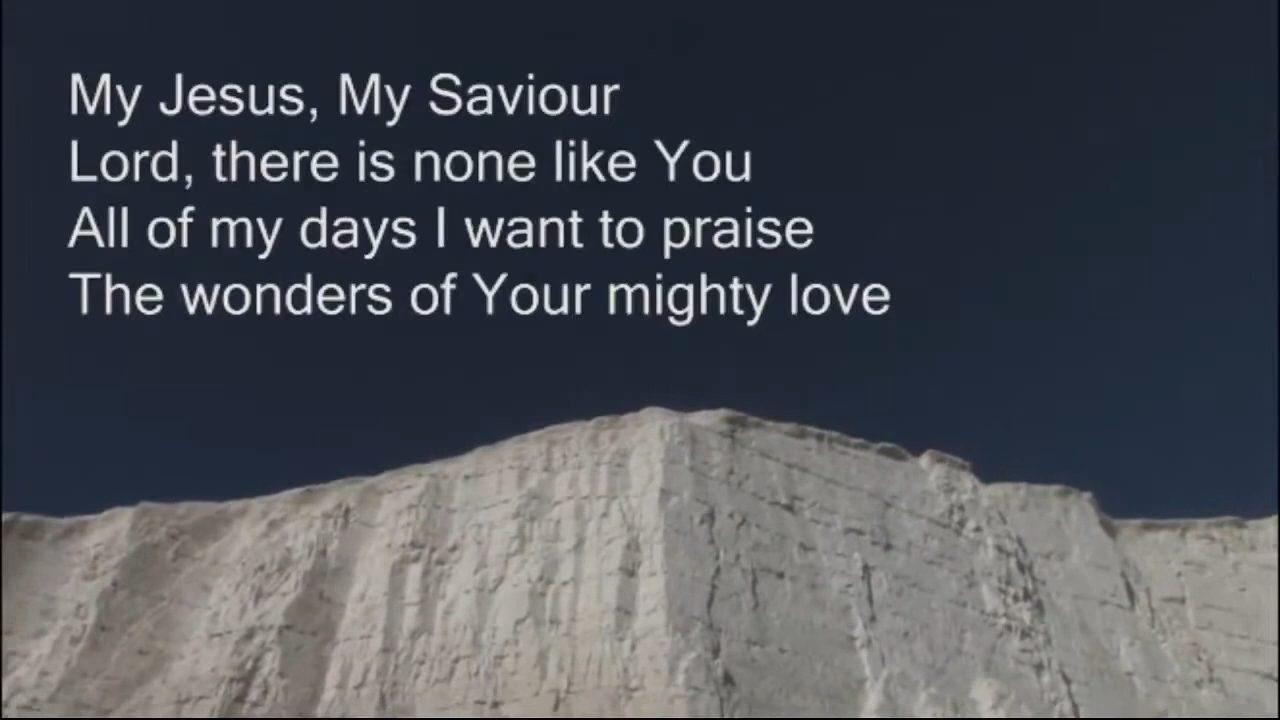 My Jesus, My Saviour
Lord, there is none like You
All of my days I want to praise
The wonders of Your mighty love